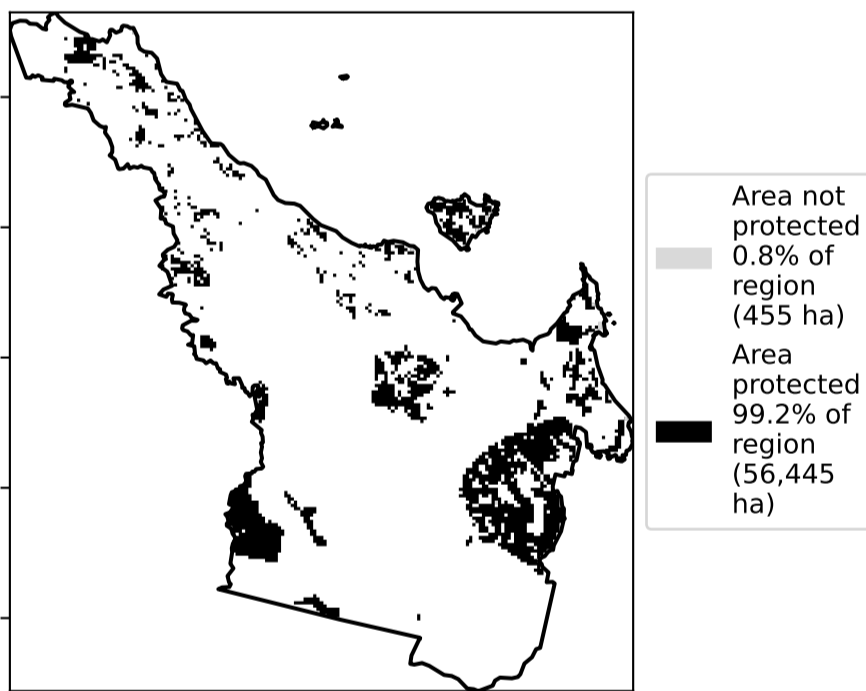 Area not
protected
0.8% of
region
(455 ha)
Area
protected
99.2% of
region
(56,445
ha)